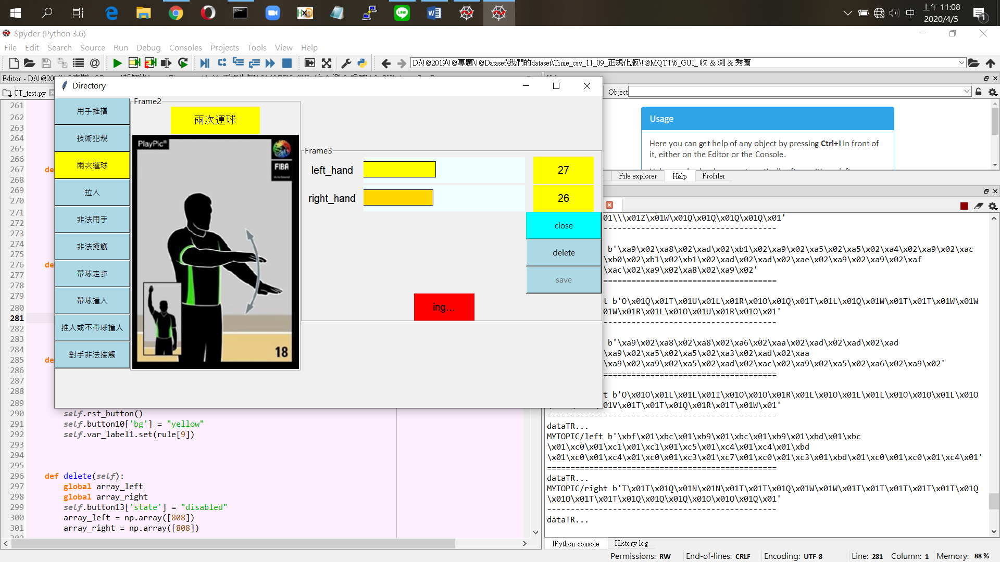 上午 11:08
2020/4/5
中
1
Spyder (Python 3.6)
File Edit Search Source Run Debug Consoles Projects Tools View Help
D:\!@2019\!@專題\!@Dataset\我們的dataset\Time_csv_11_09_正規化版\!@MQTT\6_GUI_ 收 & 測 & 秀圖
TT_test.py
Directory
用手推擋
技術犯規
兩次運球
拉人
非法用手
非法掩護
帶球走步
帶球撞人
推人或不帶球撞人
對手非法接觸
Frame2
兩次運球
PlayPic®
FIBA
18
Frame3
left_hand 27
right_hand 26
close
delete
save
ing...
261
262
263
264
265
266
267 de
268
269
270
271
272
273
274
275
276 de
277
278
279
280
281
282
283
284
285 de
286
287
288
289
290 self.rst_button()
291 self.button10['bg'] = "yellow"
292 self.var_label1.set(rule[9])
293
294
295
296 def delete(self):
297 global array_left
298 global array_right
299 self.button13['state'] = "disabled"
300 array_left = np.array([808])
301 array_right = np.array([808])
Object
Usage
Here you can get help of any object by pressing Ctrl+I in front of
it, either on the Editor or the Console.
File explorer Help Profiler
01\\\x01Z\x01W\x01Q\x01Q\x01Q\x01Q\x01'
b'\xa9\x02\xa8\x02\xad\x02\xb1\x02\xa9\x02\xa5\x02\xa5\x02\xa4\x02\xa9\x02\xac
\xb0\x02\xb1\x02\xb1\x02\xad\x02\xad\x02\xae\x02\xa9\x02\xa9\x02\xaf
\xac\x02\xa9\x02\xa8\x02\xa9\x02'
t b'O\x01Q\x01T\x01U\x01L\x01R\x01O\x01Q\x01T\x01L\x01Q\x01W\x01T\x01T\x01W\x01W
01W\x01R\x01L\x01O\x01U\x01R\x01O\x01'
b'\xa9\x02\xa8\x02\xa8\x02\xa6\x02\xaa\x02\xad\x02\xad\x02\xad
\xa9\x02\xa5\x02\xa5\x02\xa3\x02\xad\x02\xaa
\xa9\x02\xa9\x02\xa5\x02\xad\x02\xac\x02\xa9\x02\xa5\x02\xa6\x02\xa9\x02'
t b'O\x01O\x01L\x01L\x01I\x01O\x01O\x01R\x01L\x01O\x01L\x01L\x01O\x01O\x01L\x01O
01V\x01T\x01T\x01Q\x01R\x01T\x01W\x01'
dataTR...
MYTOPIC/left b'\xbf\x01\xbc\x01\xb9\x01\xbc\x01\xb9\x01\xbd\x01\xbc
\x01\xc0\x01\xc1\x01\xc1\x01\xc5\x01\xc4\x01\xc4\x01\xbd
\x01\xc0\x01\xc4\x01\xc0\x01\xc3\x01\xc7\x01\xc0\x01\xc3\x01\xbd\x01\xc0\x01\xc0\x01\xc4\x01'
dataTR...
MYTOPIC/right b'T\x01T\x01Q\x01N\x01N\x01T\x01T\x01Q\x01W\x01W\x01T\x01T\x01T\x01T\x01T\x01Q
\x01O\x01T\x01T\x01Q\x01Q\x01Q\x01O\x01O\x01Q\x01'
dataTR...
IPython console History log
Permissions: RW End-of-lines: CRLF Encoding: UTF-8 Line: 281 Column: 1 Memory: 88 %